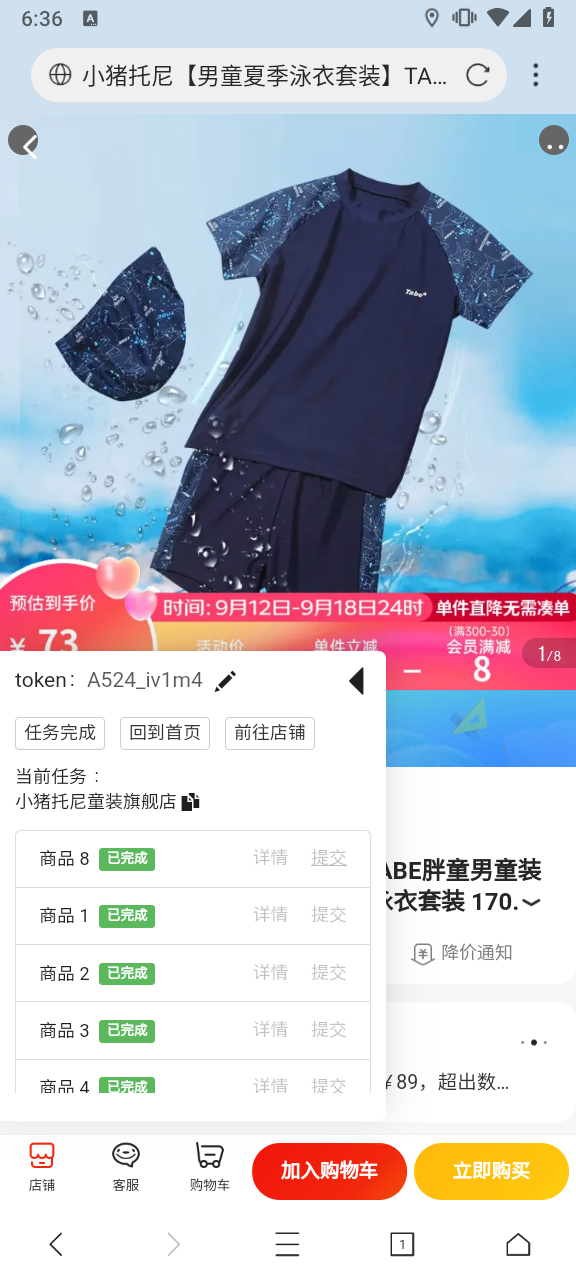 6:36
小猪托尼【男童夏季泳衣套装】TA...
Tabe
预估到手价
时间：9月12日-9月18日24时
单件直降无需凑单
¥ 73
活动价
单件立减
(满300-30)
会员满减
8
1/8
token： A524_iv1m4
任务完成
回到首页
前往店铺
当前任务 ：
小猪托尼童装旗舰店
商品 8 已完成 详情 提交
商品 1 已完成 详情 提交
商品 2 已完成 详情 提交
商品 3 已完成 详情 提交
商品 4 已完成 详情 提交
ABE胖童男童装
泳衣套装 170.
降价通知
¥ 89，超出数...
店铺
客服
购物车
加入购物车
立即购买
1